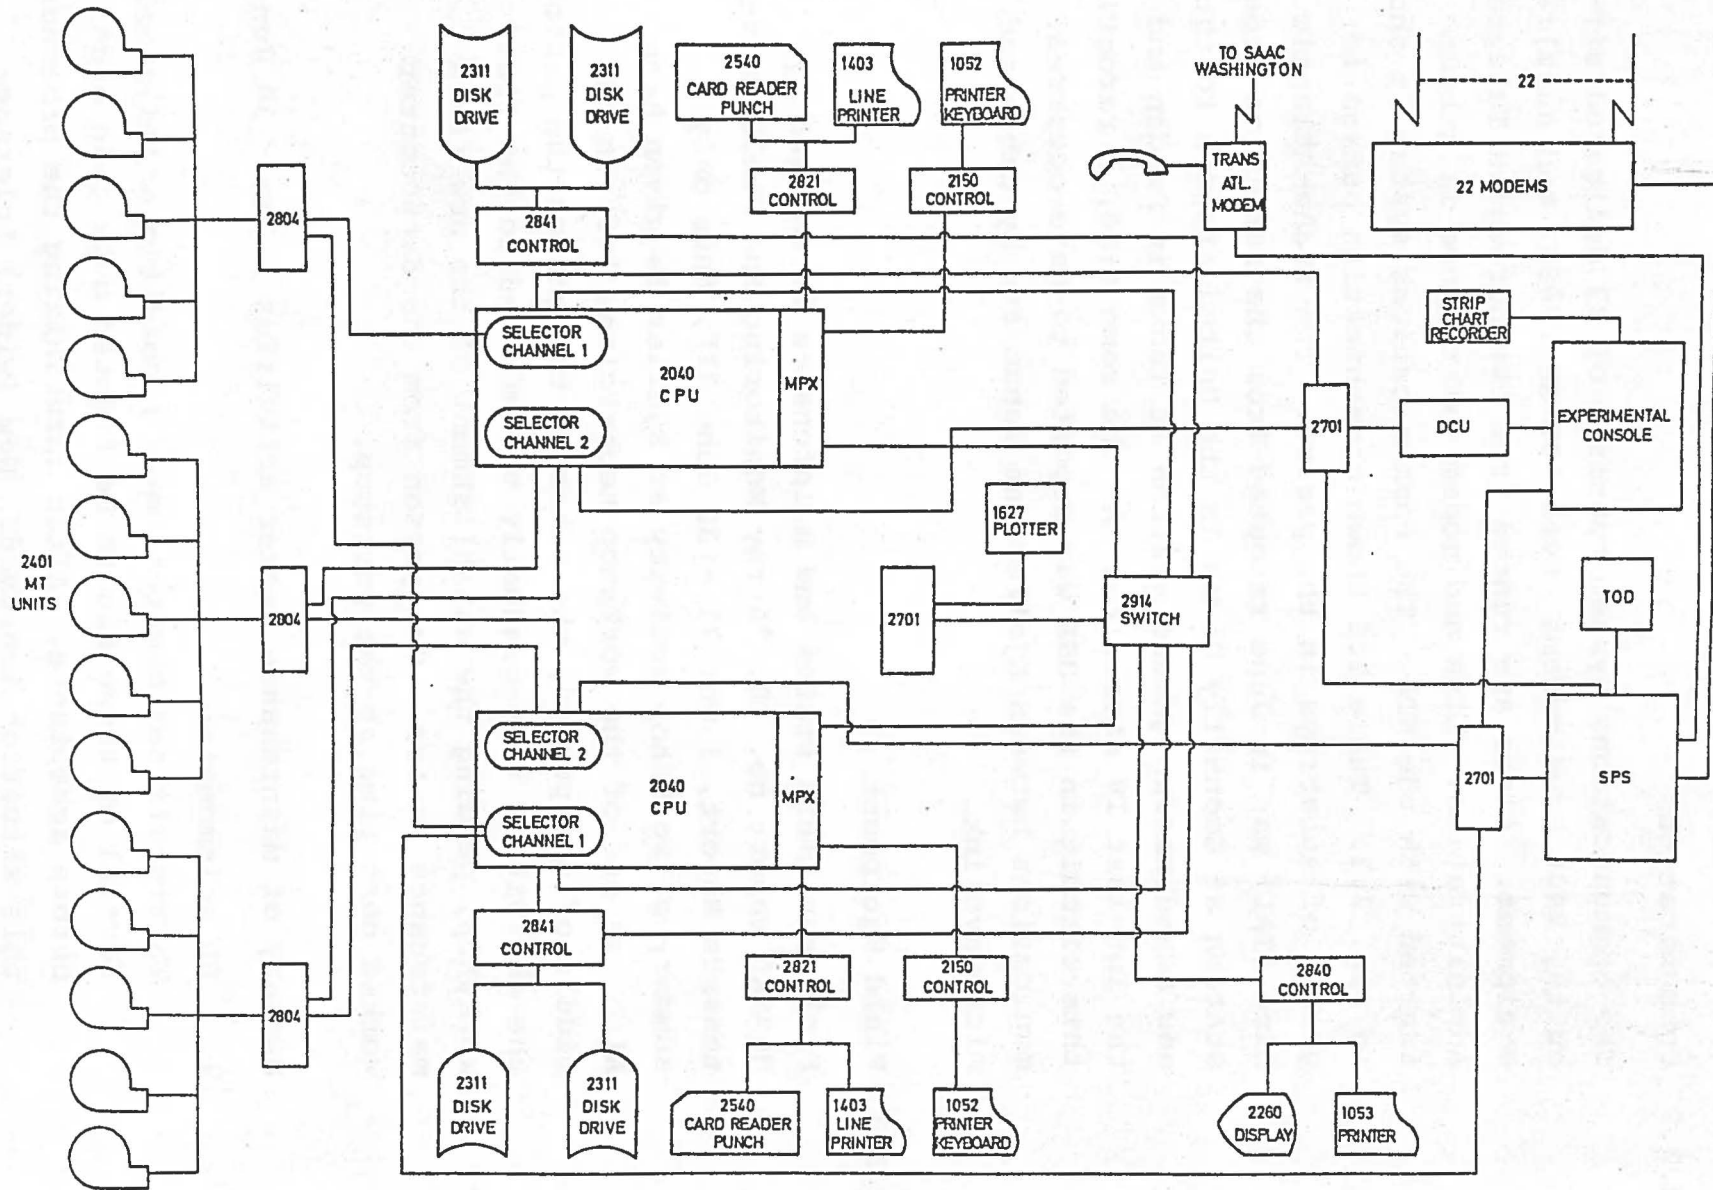 2311
DISK
DRIVE
2311
DISK
DRIVE
2540
CARD READER
PUNCH
1403
LINE
PRINTER
1052
PRINTER
KEYBOARD
TO SAAC
WASHINGTON
22
TRANS
ATL.
MODEM
22 MODEMS
2804
2841
CONTROL
2821
CONTROL
2150
CONTROL
SELECTOR
CHANNEL 1
2040
CPU
MPX
SELECTOR
CHANNEL 2
STRIP
CHART
RECORDER
2701
DCU
EXPERIMENTAL
CONSOLE
1627
PLOTTER
2401
MT
UNITS
2804
2701
2914
SWITCH
TOD
SELECTOR
CHANNEL 2
2040
CPU
MPX
SELECTOR
CHANNEL 1
2701
SPS
2841
CONTROL
2821
CONTROL
2150
CONTROL
2840
CONTROL
2804
2311
DISK
DRIVE
2311
DISK
DRIVE
2540
CARD READER
PUNCH
1403
LINE
PRINTER
1052
PRINTER
KEYBOARD
2260
DISPLAY
1053
PRINTER